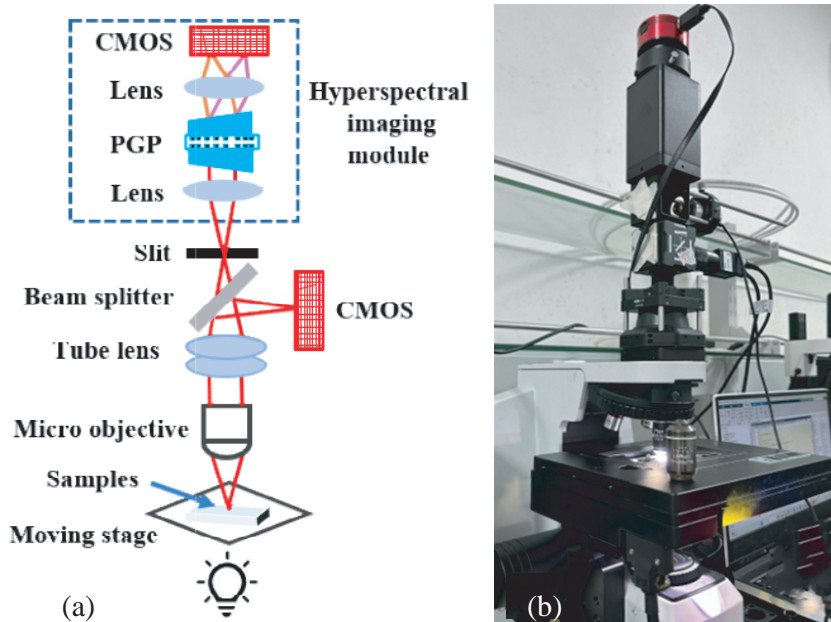 CMOS
Lens
PGP
Lens
Hyperspectral
imaging
module
Slit
Beam splitter
CMOS
Tube lens
Micro objective
Samples
Moving stage
(a)
(b)